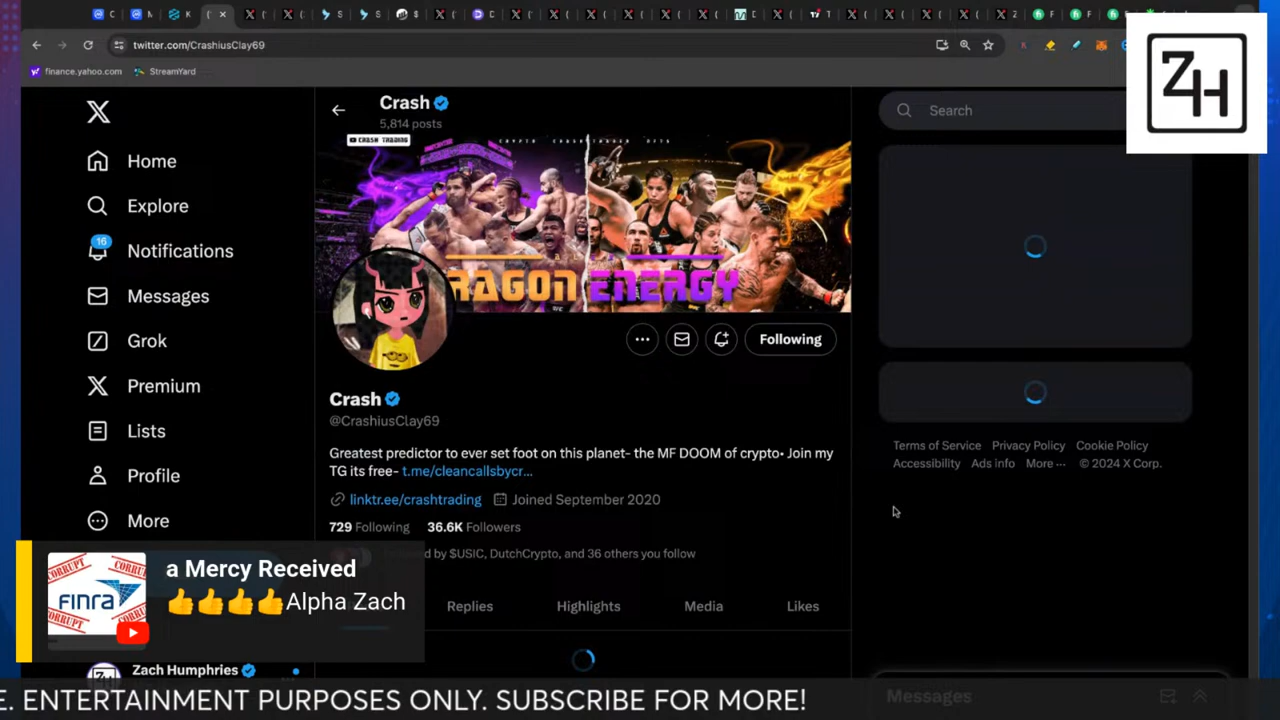 twitter.com/CrashiusClay69
finance.yahoo.com
StreamYard
ZH
X
Home
Explore
16
Notifications
Messages
Grok
Premium
Lists
Profile
More
Crash
5,814 posts
CRASH TRADING
RAGON ENERGY
Following
Crash
@CrashiusClay69
Greatest predictor to ever set foot on this planet- the MF DOOM of crypto• Join my
TG its free- t.me/cleancallsbycr...
linktr.ee/crashtrading Joined September 2020
729 Following 36.6K Followers
by $USIC, DutchCrypto, and 36 others you follow
Replies Highlights Media Likes
Search
Terms of Service Privacy Policy Cookie Policy
Accessibility Ads info More ··· © 2024 X Corp.
Messages
CORRUPT
FINRA
a Mercy Received
👍👍👍👍Alpha Zach
Zach Humphries
E. ENTERTAINMENT PURPOSES ONLY. SUBSCRIBE FOR MORE!